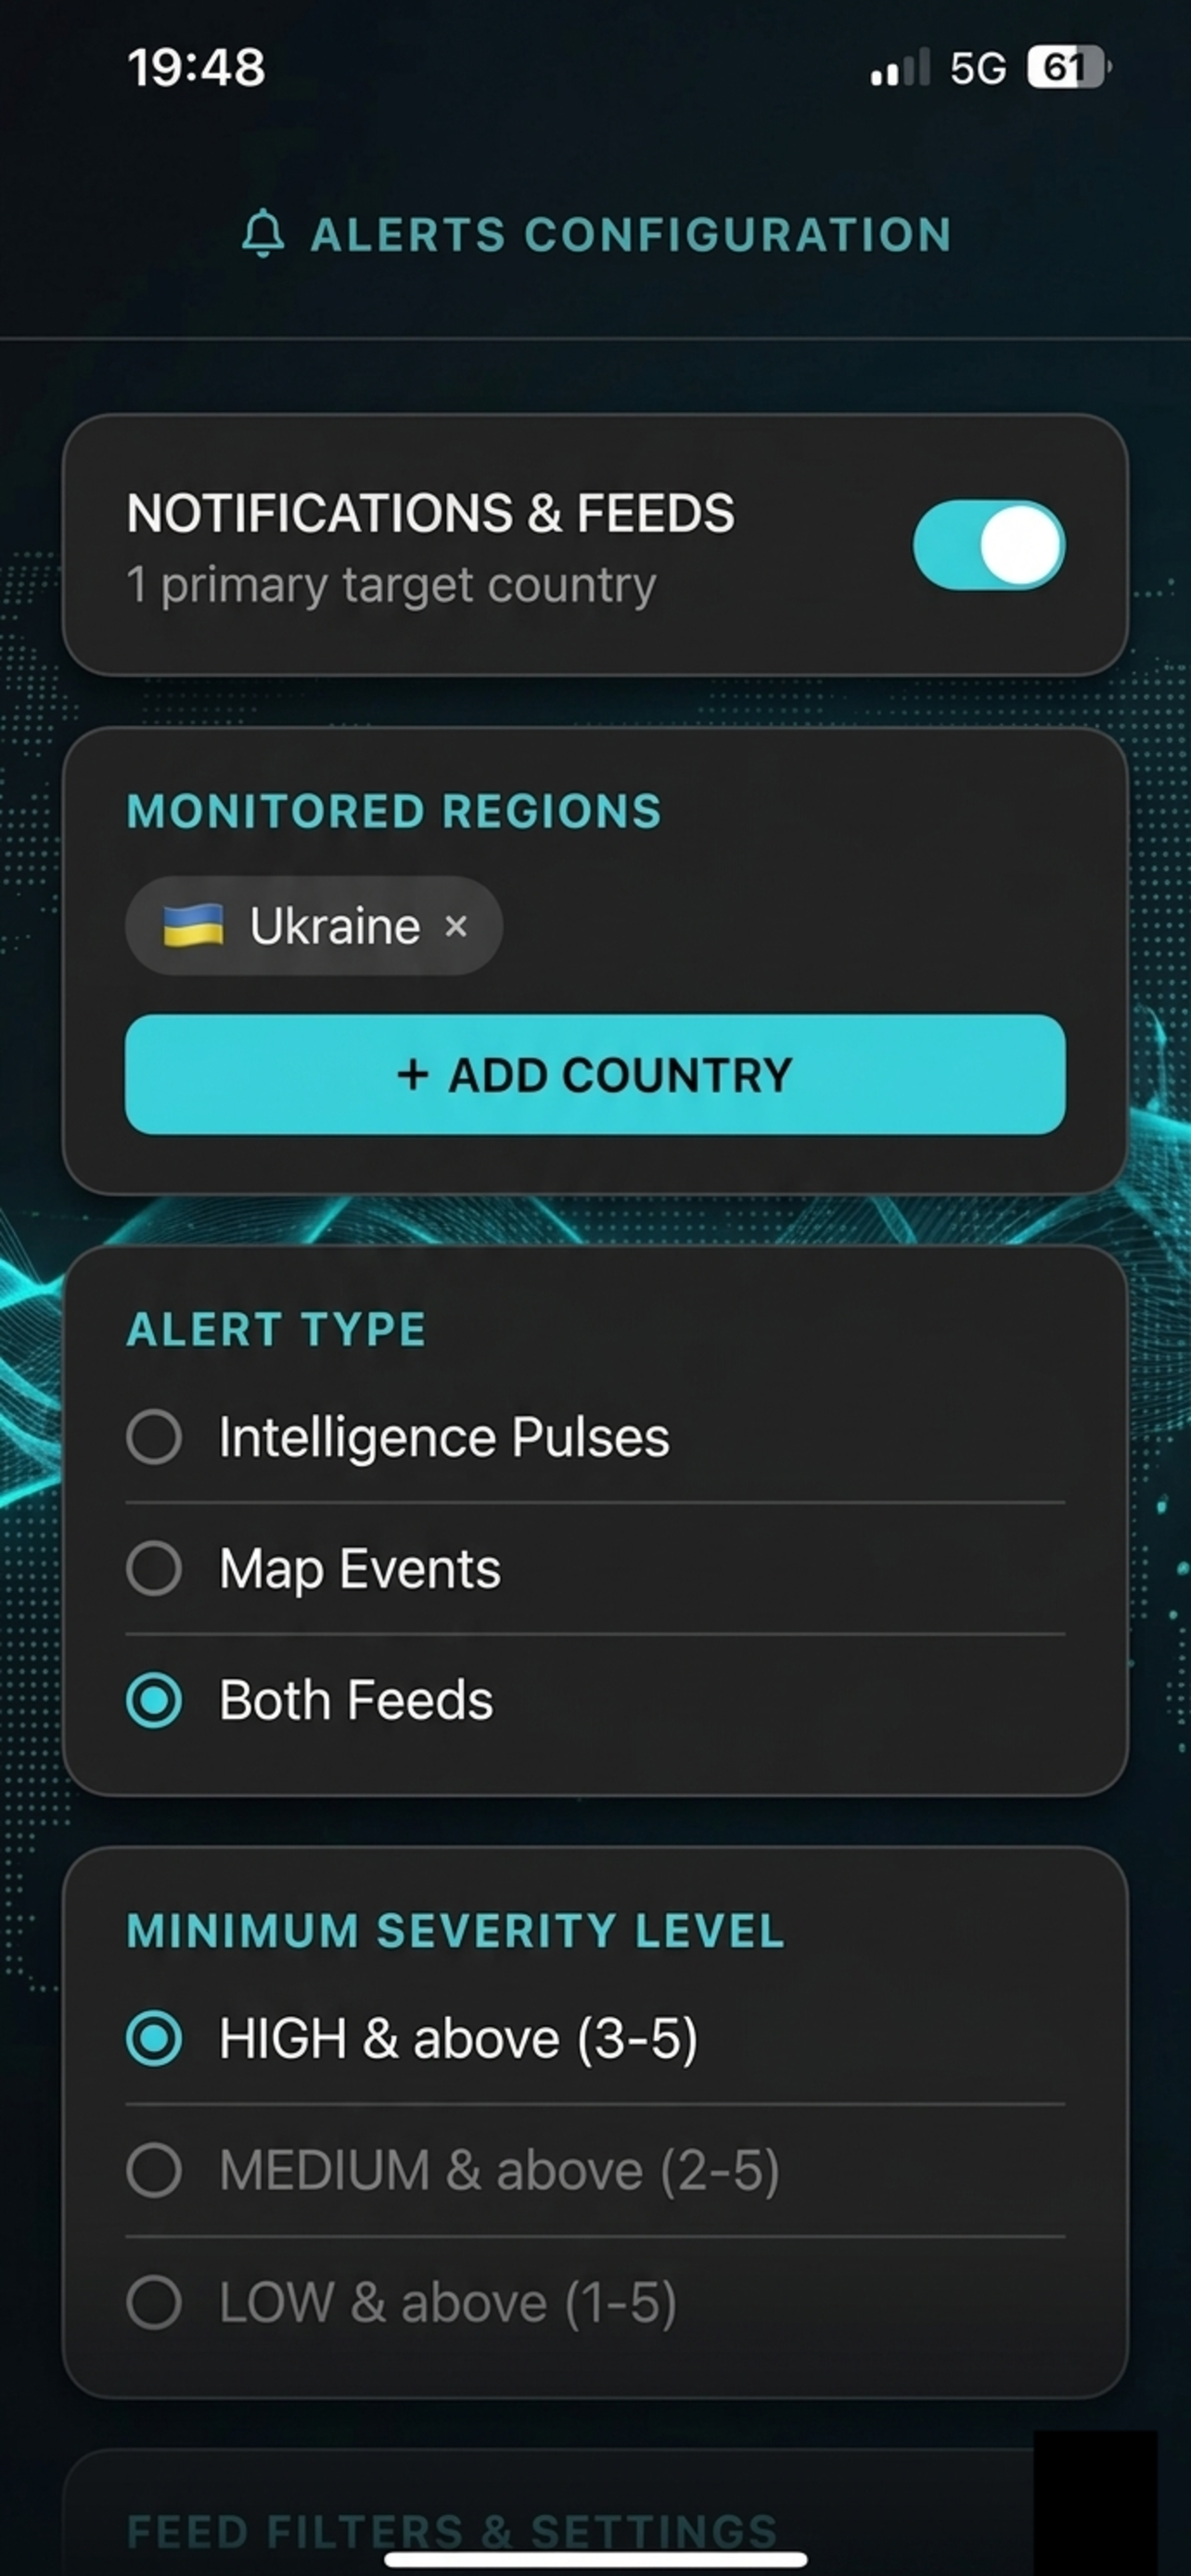 19:48
5G 61
ALERTS CONFIGURATION
NOTIFICATIONS & FEEDS
1 primary target country
MONITORED REGIONS
Ukraine ×
+ ADD COUNTRY
ALERT TYPE
Intelligence Pulses
Map Events
Both Feeds
MINIMUM SEVERITY LEVEL
HIGH & above (3-5)
MEDIUM & above (2-5)
LOW & above (1-5)
FEED FILTERS & SETTINGS